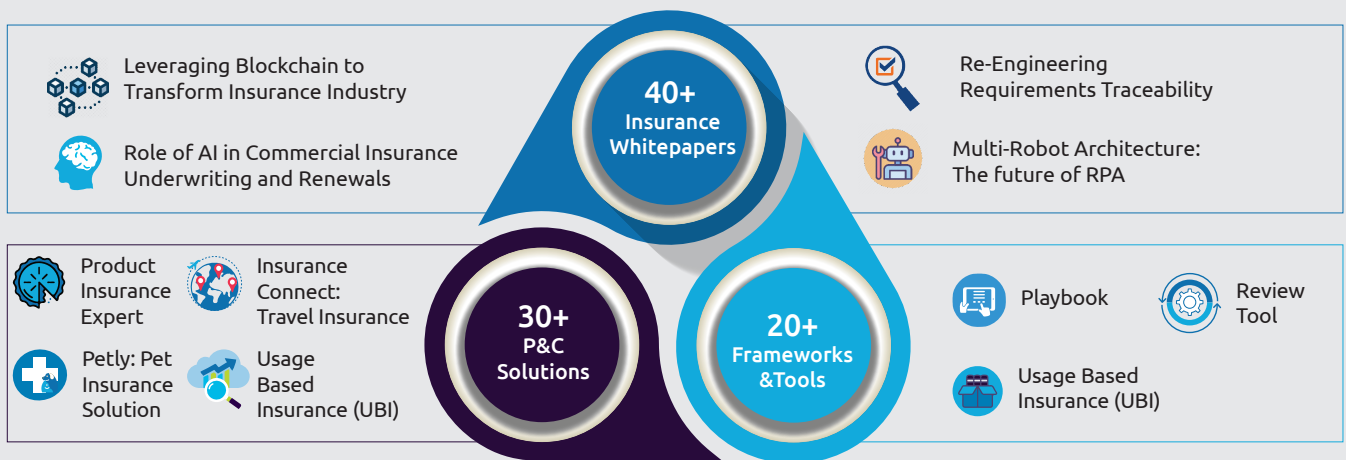 Leveraging Blockchain to
Transform Insurance Industry
Role of AI in Commercial Insurance
Underwriting and Renewals
40+
Insurance
Whitepapers
Re-Engineering
Requirements Traceability
Multi-Robot Architecture:
The future of RPA
Product
Insurance
Expert
Insurance
Connect:
Travel Insurance
Petly: Pet
Insurance
Solution
Usage
Based
Insurance (UBI)
30+
P&C
Solutions
20+
Frameworks
&Tools
Playbook
Review
Tool
Usage Based
Insurance (UBI)